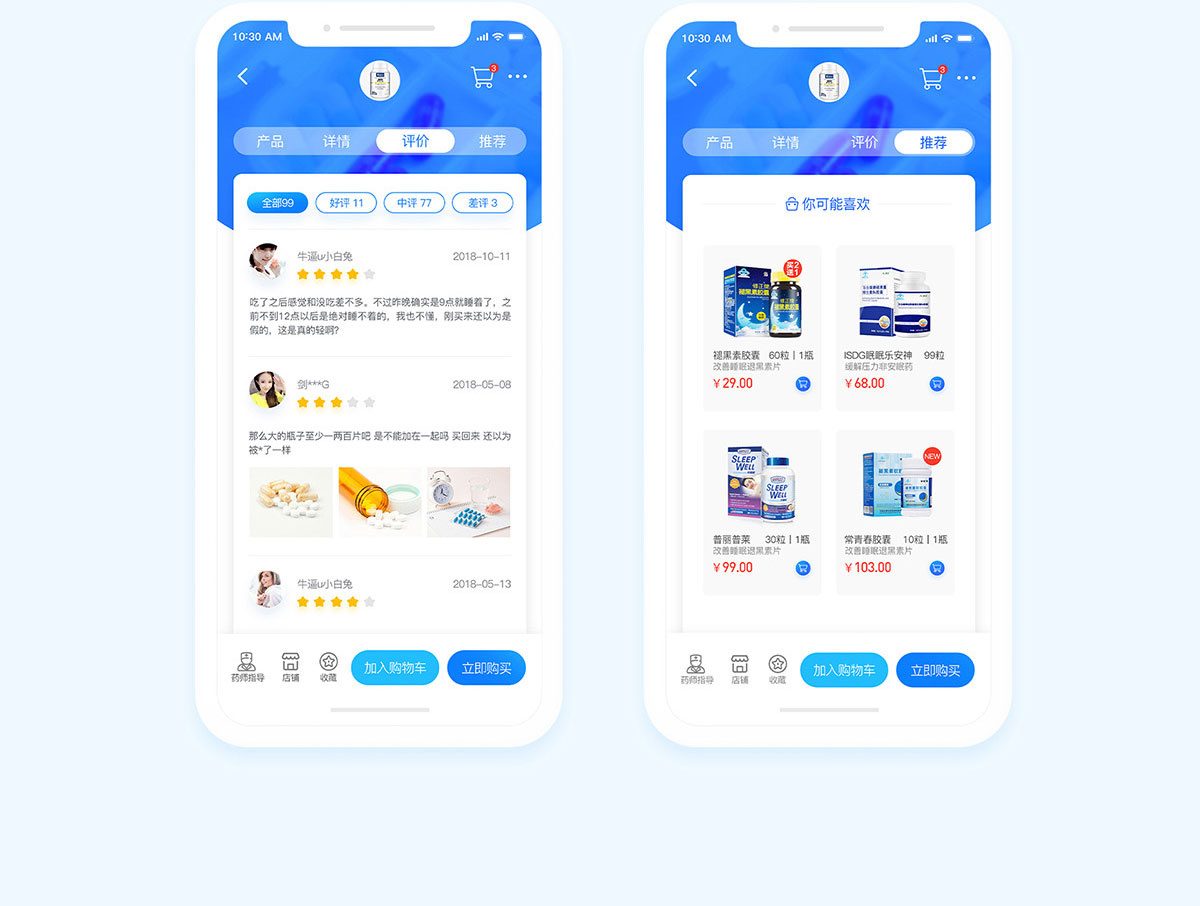 10:30 AM
3
产品
详情
评价
推荐
全部99
好评 11
中评 77
差评 3
牛逼u小白兔
2018-10-11
吃了之后感觉和没吃差不多。不过昨晚确实是9点就睡着了，之
前不到12点以后是绝对睡不着的，我也不懂，刚买来还以为是
假的，这是真的轻啊?
剑***G
2018-05-08
那么大的瓶子至少一两百片吧 是不能加在一起吗 买回来 还以为
被*了一样
牛逼u小白兔
2018-05-13
药师指导
店铺
收藏
加入购物车
立即购买
10:30 AM
3
产品
详情
评价
推荐
你可能喜欢
买2
送1
褪黑素胶囊 60粒丨1瓶
改善睡眠退黑素片
¥29.00
ISDG眠眠乐安神 99粒
缓解压力非安眠药
¥68.00
SLEEP
WELL
SLEEP
WELL
普丽普莱 30粒丨1瓶
改善睡眠退黑素片
¥99.00
NEW
常青春胶囊 10粒丨1瓶
改善睡眠退黑素片
¥103.00
药师指导
店铺
收藏
加入购物车
立即购买